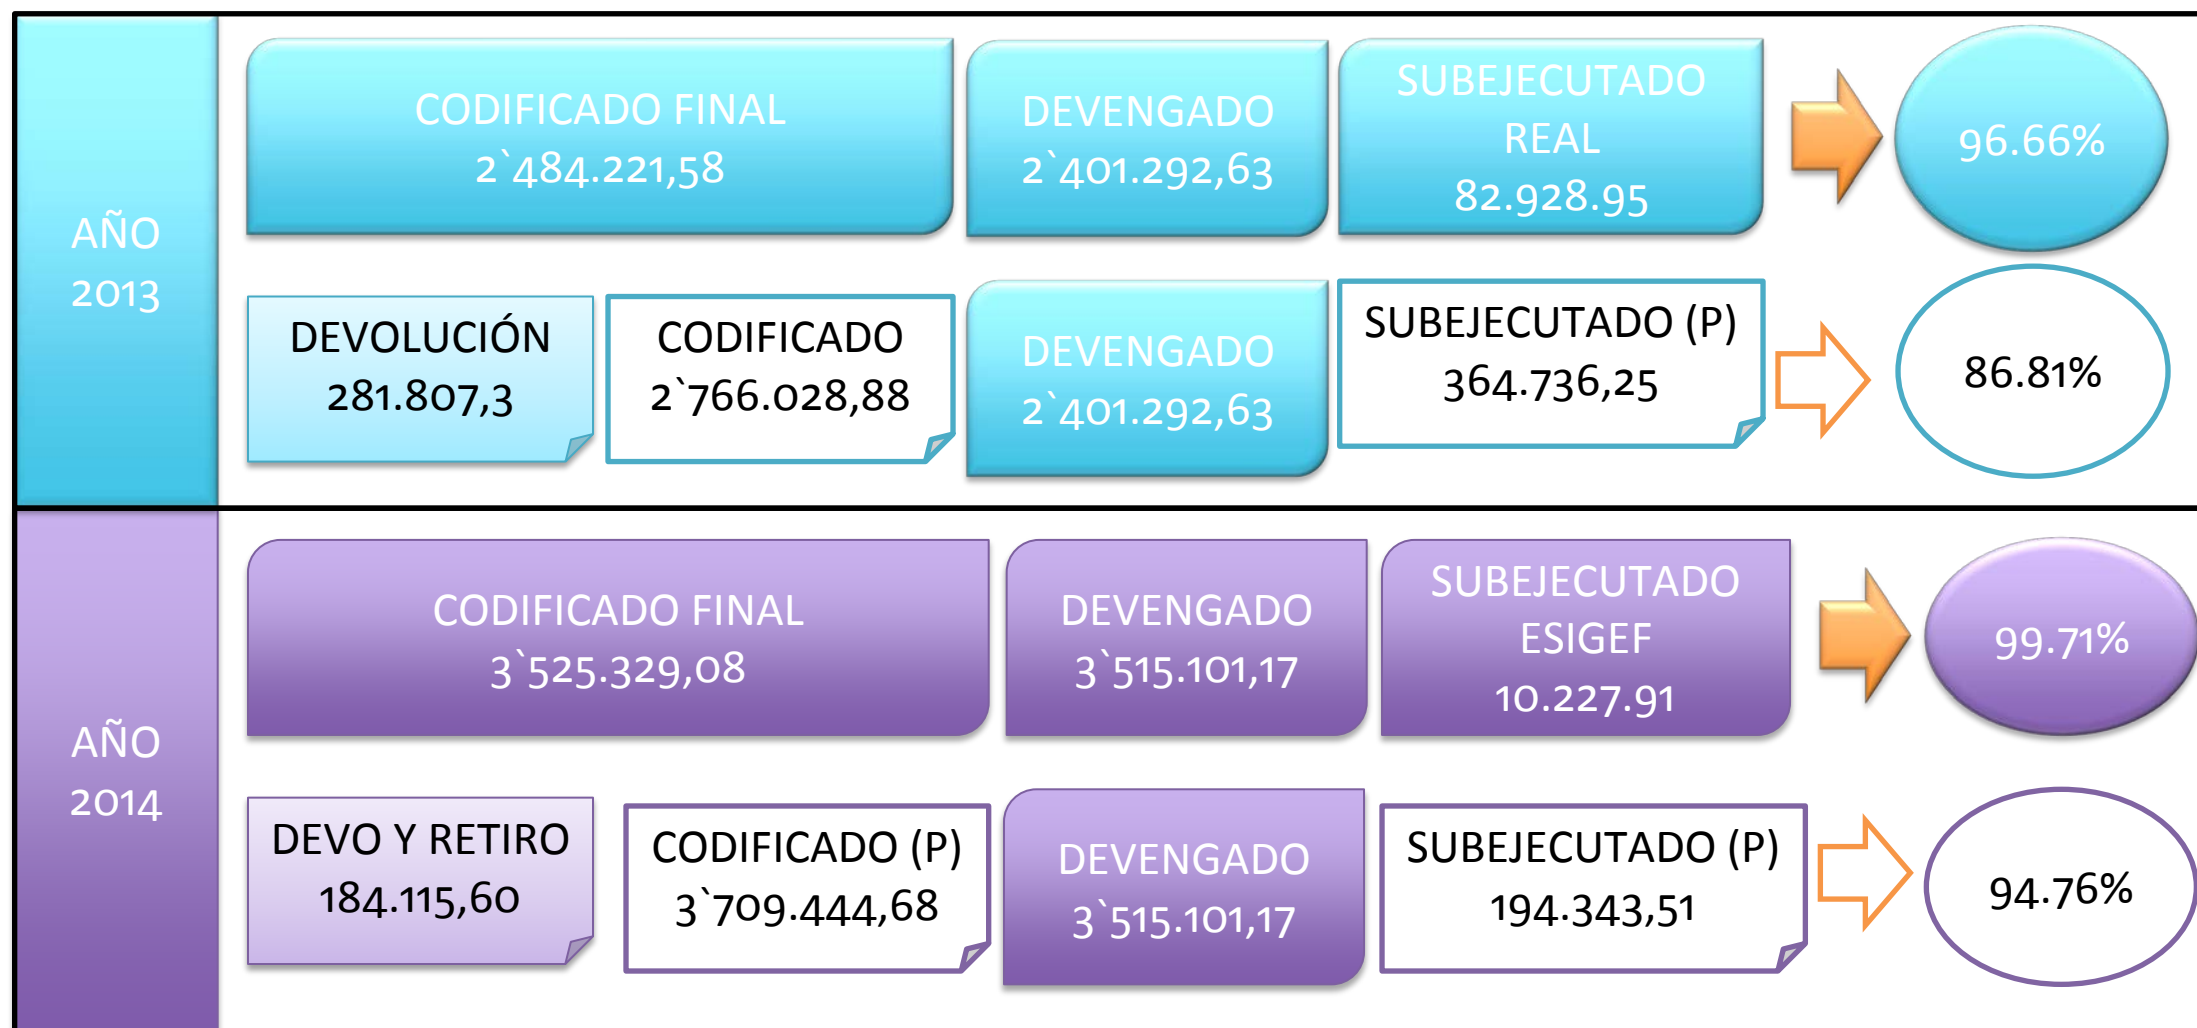 AÑO
2013
CODIFICADO FINAL
2`484.221,58
DEVENGADO
2`401.292,63
SUBEJECUTADO
REAL
82.928.95
96.66%
DEVOLUCIÓN
281.807,3
CODIFICADO
2`766.028,88
DEVENGADO
2`401.292,63
SUBEJECUTADO (P)
364.736,25
86.81%
AÑO
2014
CODIFICADO FINAL
3`525.329,08
DEVENGADO
3`515.101,17
SUBEJECUTADO
ESIGEF
10.227.91
99.71%
DEVO Y RETIRO
184.115,60
CODIFICADO (P)
3`709.444,68
DEVENGADO
3`515.101,17
SUBEJECUTADO (P)
194.343,51
94.76%